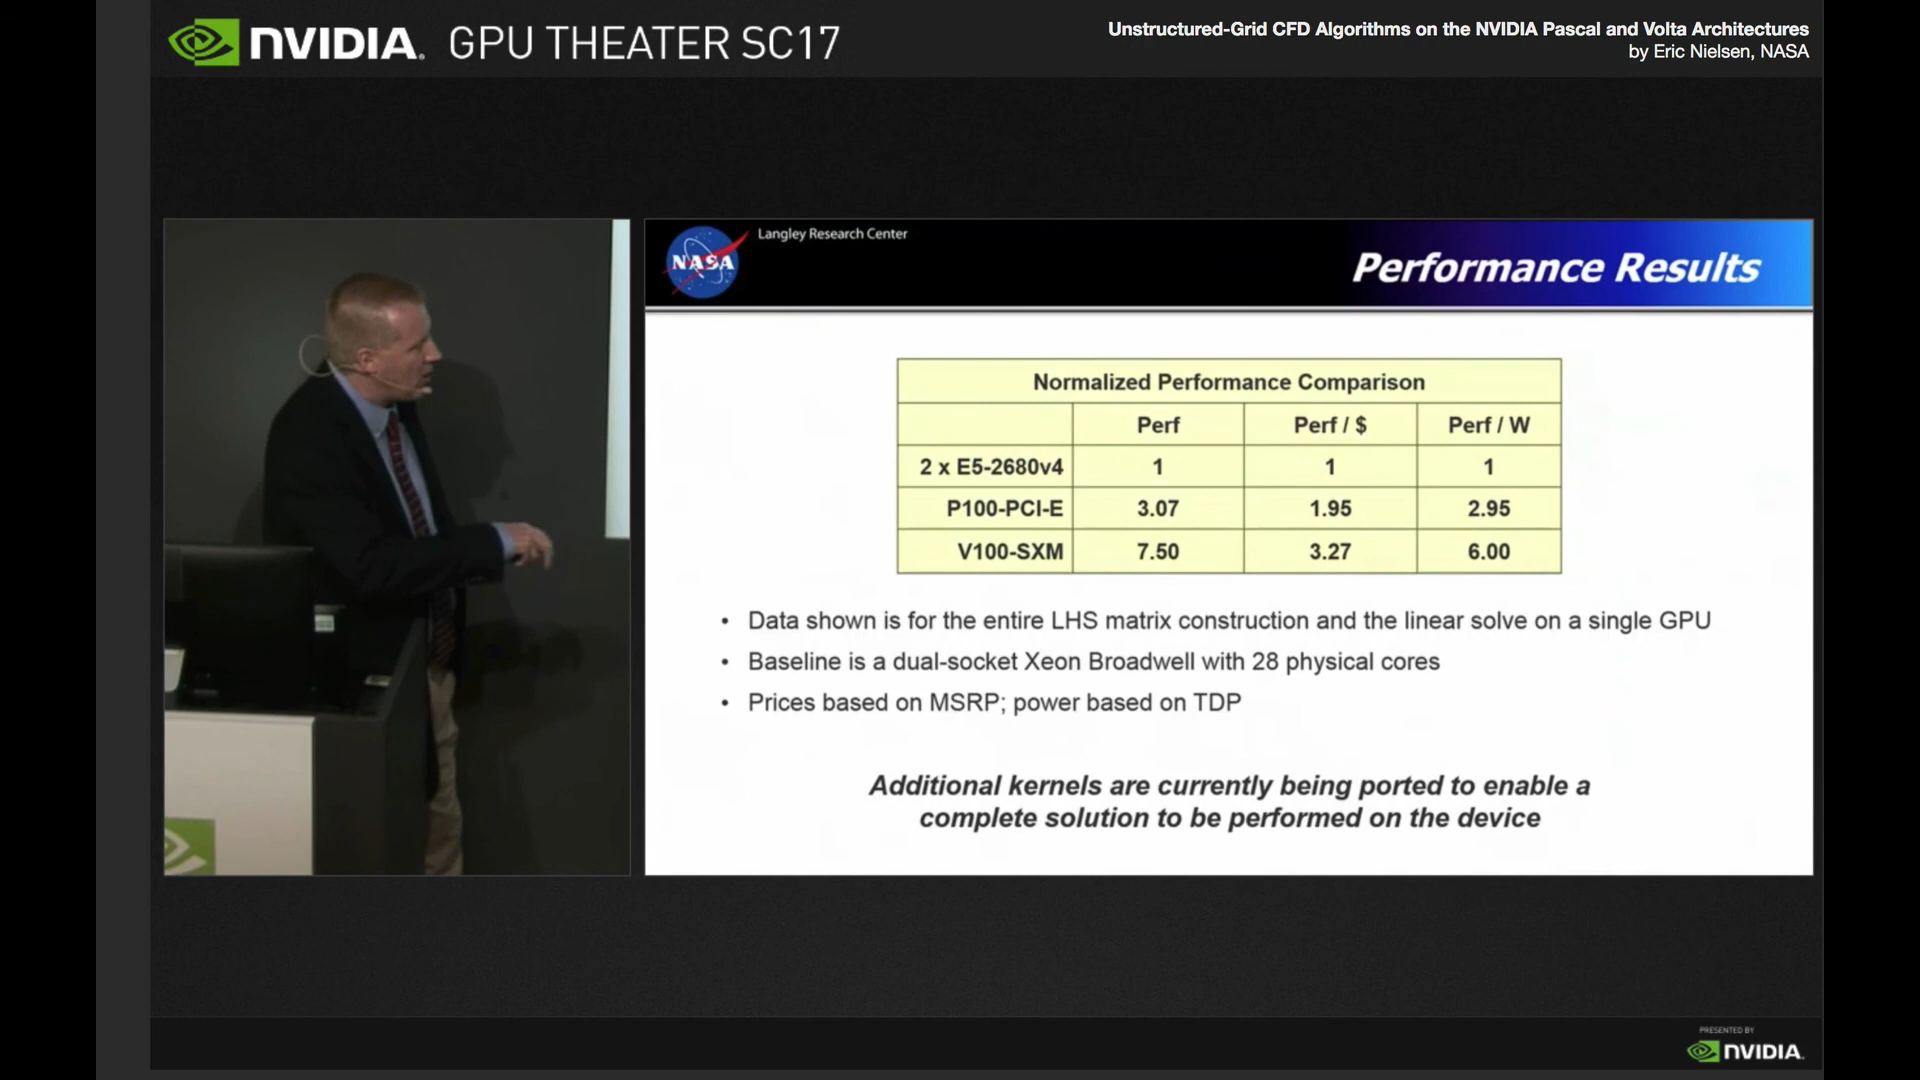 NVIDIA. GPU THEATER SC17
Unstructured-Grid CFD Algorithms on the NVIDIA Pascal and Volta Architectures
by Eric Nielsen, NASA
NASA
Langley Research Center
Performance Results
Normalized Performance Comparison
Perf Perf / $ Perf / W
2 x E5-2680v4 1 1 1
P100-PCI-E 3.07 1.95 2.95
V100-SXM 7.50 3.27 6.00
• Data shown is for the entire LHS matrix construction and the linear solve on a single GPU
• Baseline is a dual-socket Xeon Broadwell with 28 physical cores
• Prices based on MSRP; power based on TDP
Additional kernels are currently being ported to enable a
complete solution to be performed on the device
PRESENTED BY
NVIDIA.